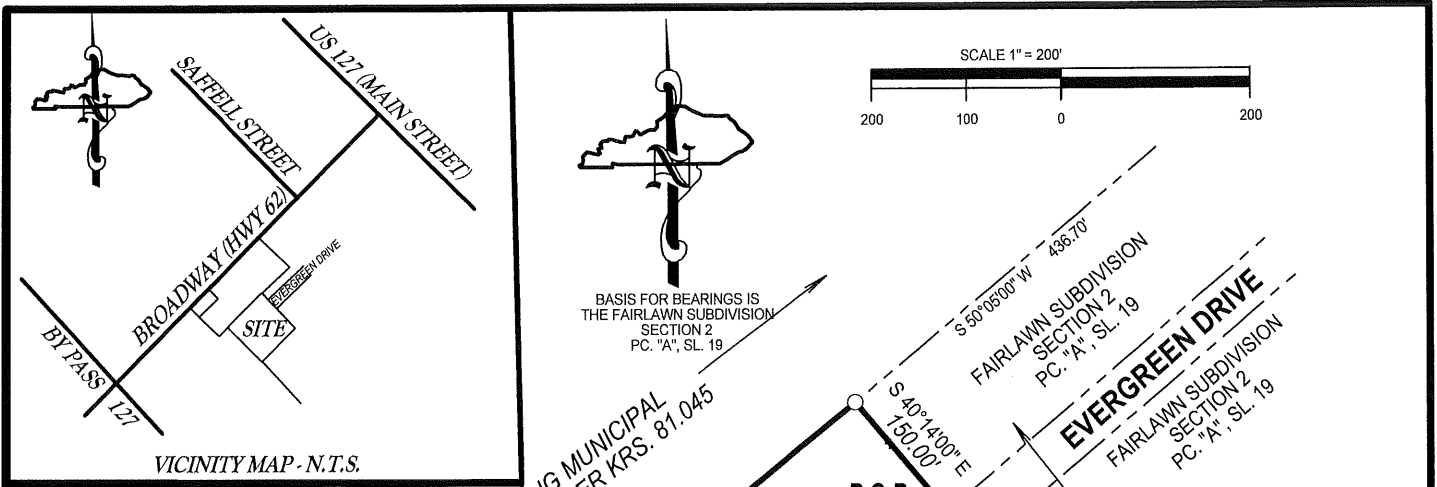 US 127 (MAIN STREET)
SAFFELL STREET
N
BROADWAY (HWY 62)
EVERGREEN DRIVE
SITE
BY PASS
127
VICINITY MAP - N.T.S.
N
BASIS FOR BEARINGS IS
THE FAIRLAWN SUBDIVISION
SECTION 2
PC. "A", SL. 19
SCALE 1" = 200'
200 100 0 200
S 50°05'00" W 436.70'
FAIRLAWN SUBDIVISION
SECTION 2
PC. "A", SL. 19
EVERGREEN DRIVE
FAIRLAWN SUBDIVISION
SECTION 2
PC. "A", SL. 19
S 40°14'00" E
150.00'
MUNICIPAL
KRS. 81.045